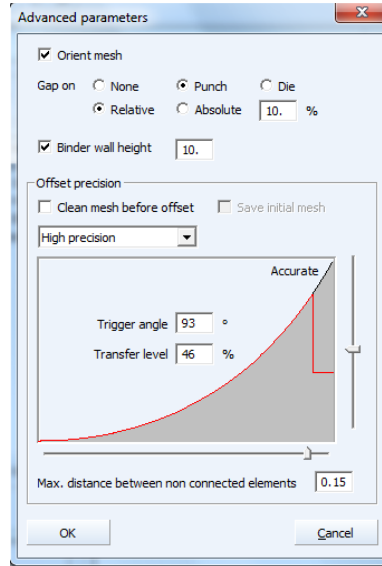 Advanced parameters
Orient mesh
Gap on None Punch Die
Relative Absolute 10. %
Binder wall height 10.
Offset precision
Clean mesh before offset Save initial mesh
High precision
Accurate
Trigger angle 93 °
Transfer level 46 %
Max. distance between non connected elements 0.15
OK Cancel